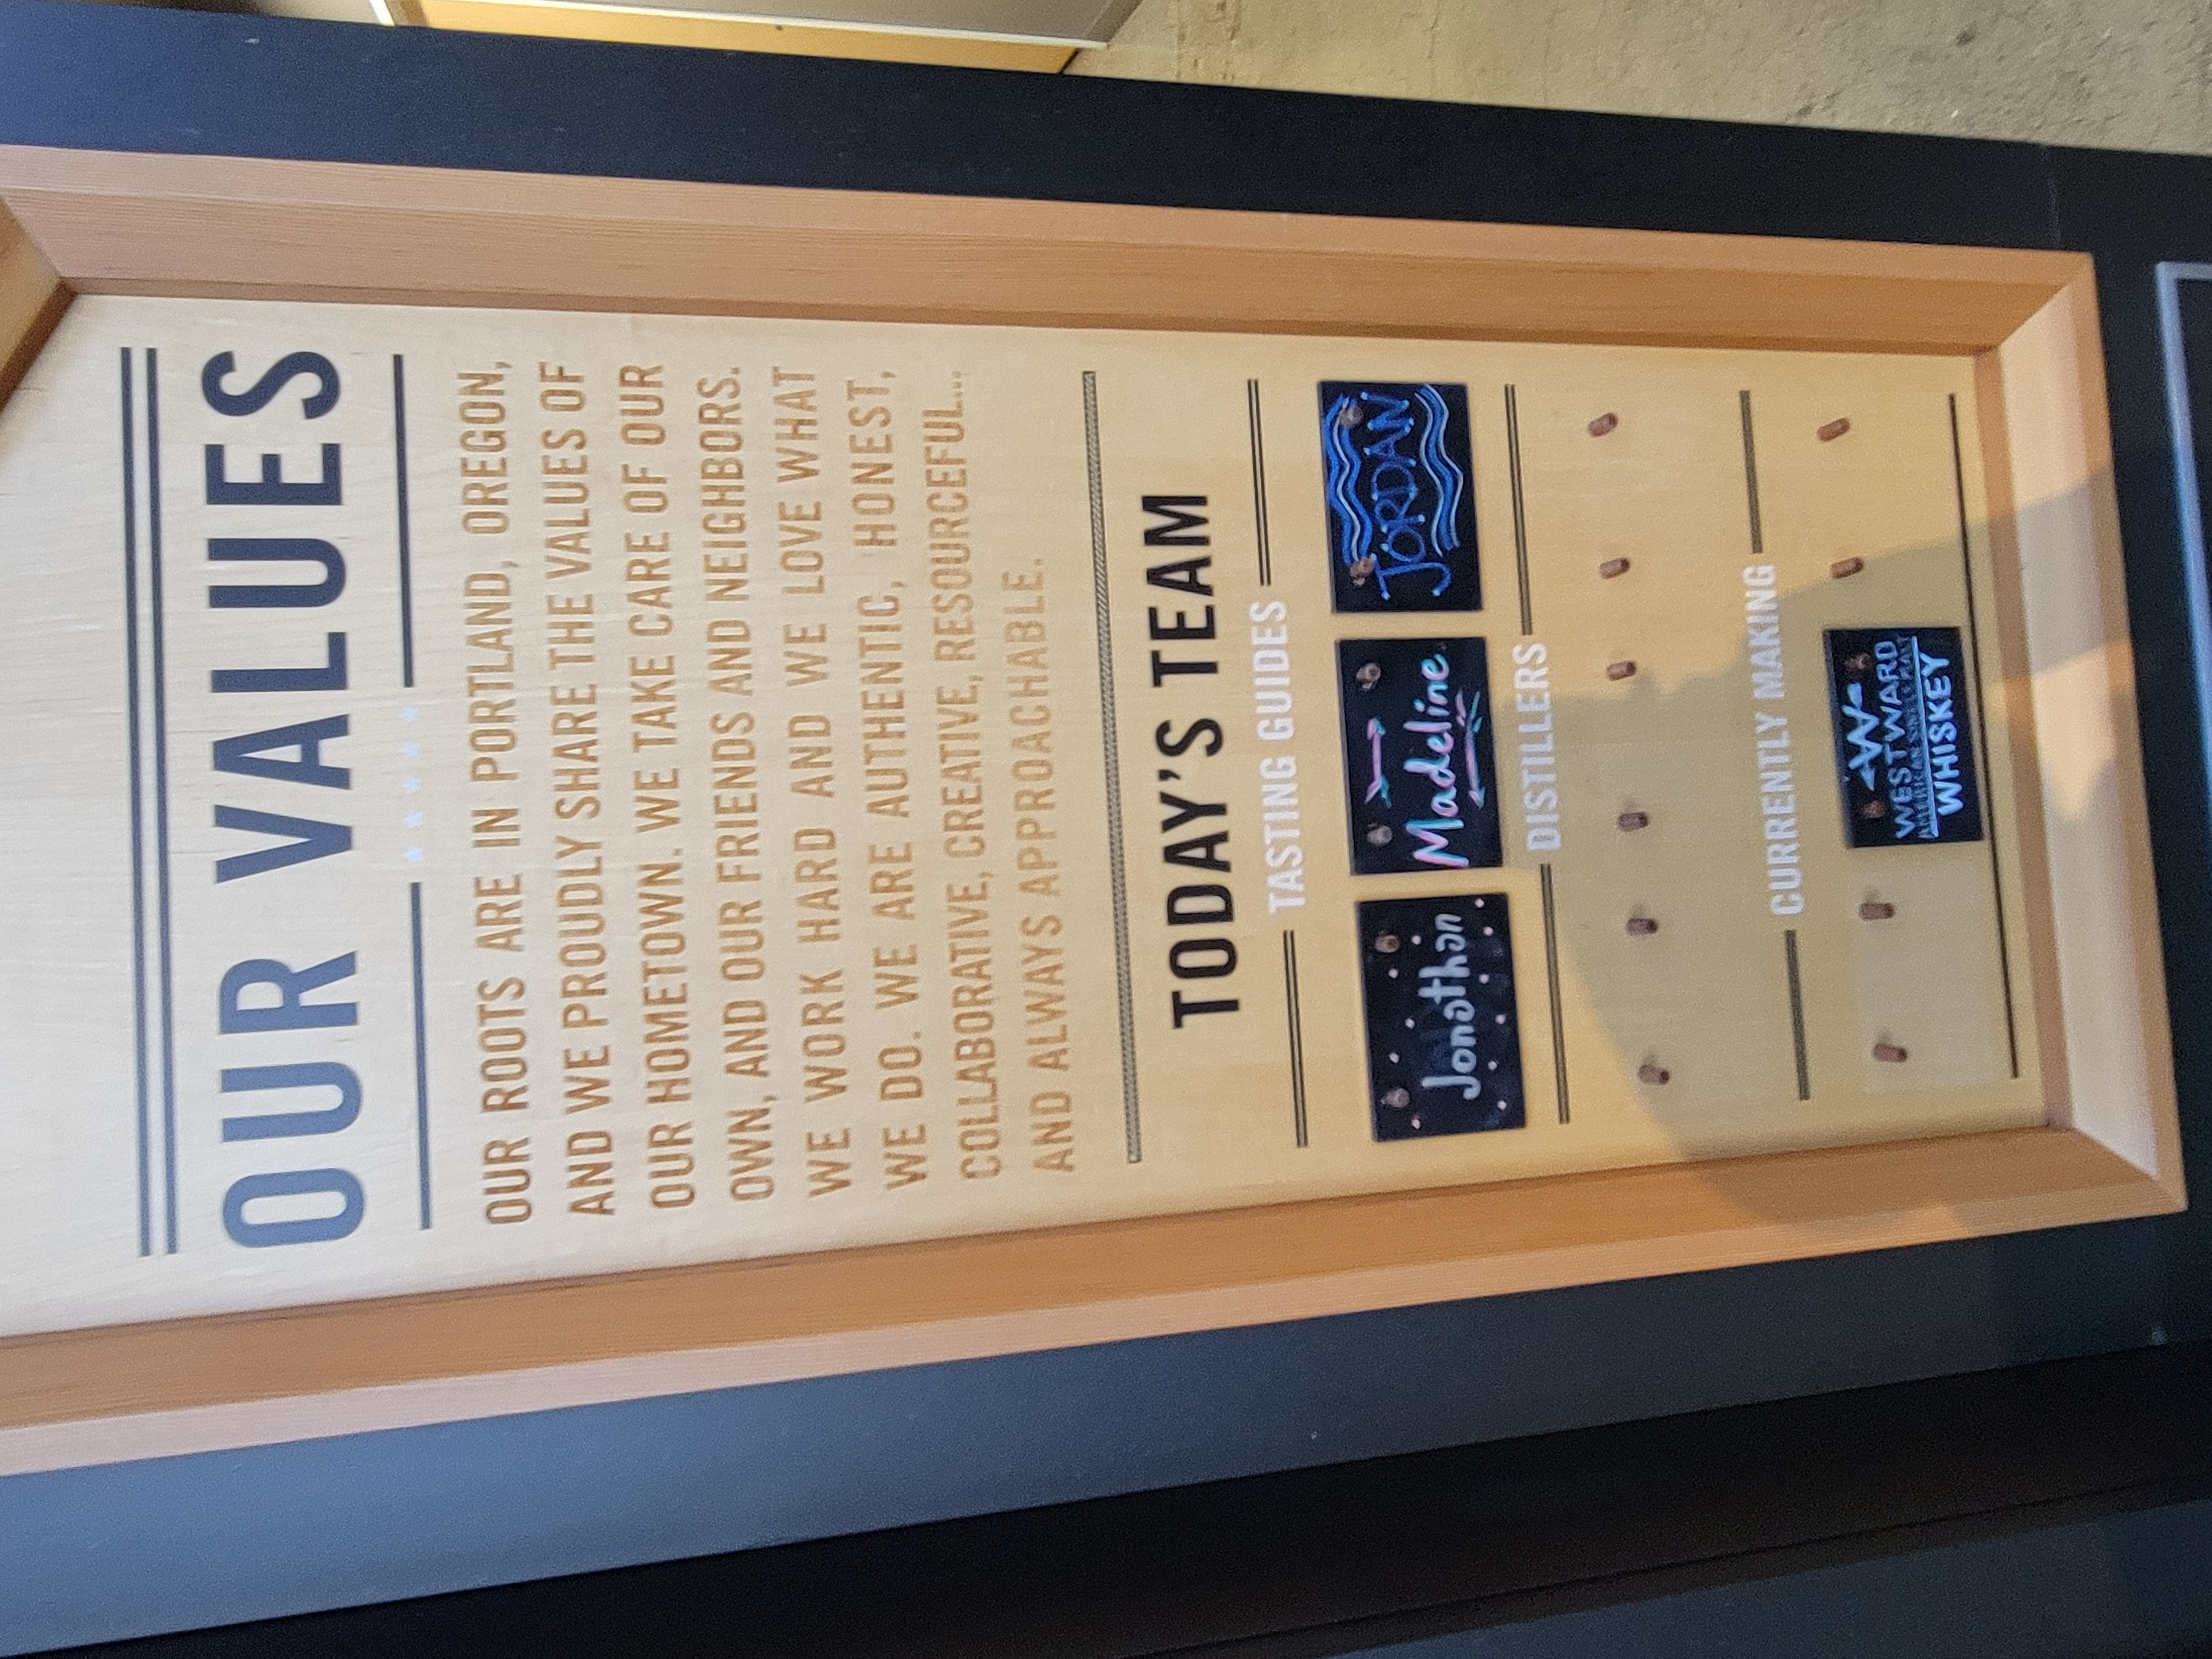 OUR VALUES
OUR ROOTS ARE IN PORTLAND, OREGON,
AND WE PROUDLY SHARE THE VALUES OF
OUR HOMETOWN. WE TAKE CARE OF OUR
OWN, AND OUR FRIENDS AND NEIGHBORS.
WE WORK HARD AND WE LOVE WHAT
WE DO. WE ARE AUTHENTIC, HONEST,
COLLABORATIVE, CREATIVE, RESOURCEFUL...
AND ALWAYS APPROACHABLE.
TODAY'S TEAM
TASTING GUIDES
Jonathan Madeline JORDAN
DISTILLERS
CURRENTLY MAKING
W
WESTWARD
AMERICAN SINGLE MALT
WHISKEY